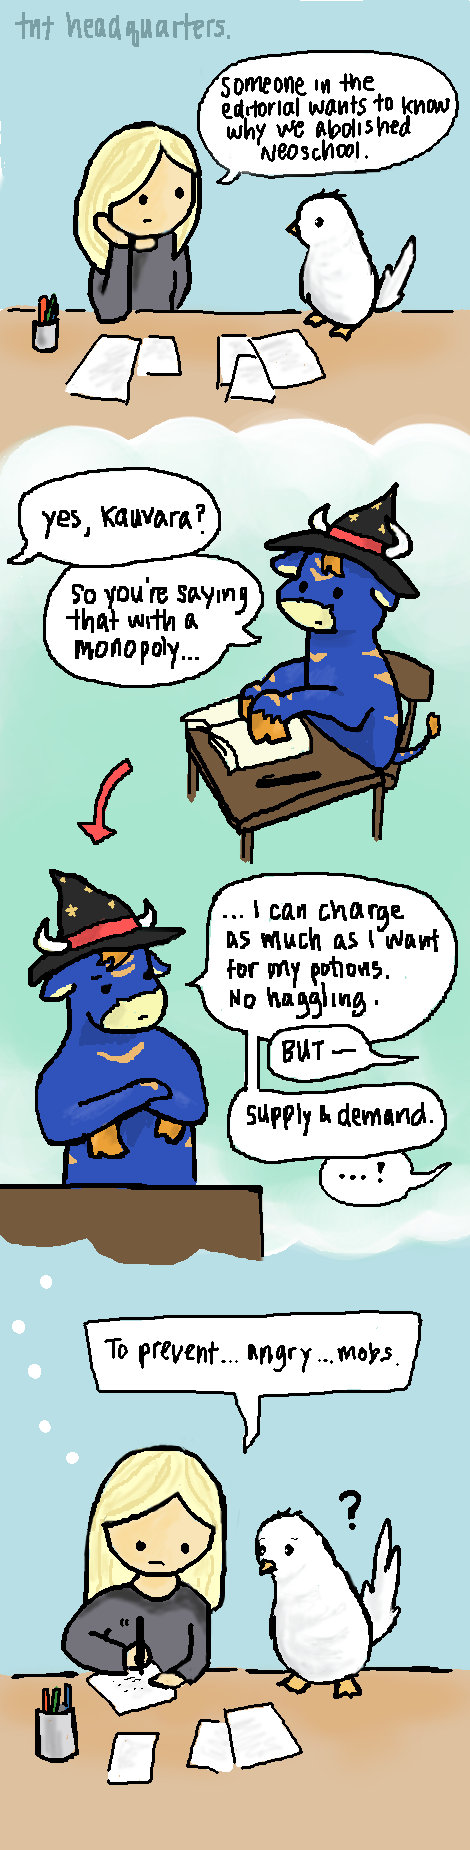 tnt headquarters.
Someone in the
editorial wants to know
why we abolished
Neoschool.
yes, Kauvara?
So you're saying
that with a
monopoly...
... I can charge
as much as I want
for my potions.
No haggling.
BUT —
supply & demand.
...!
To prevent... angry... mobs.
?